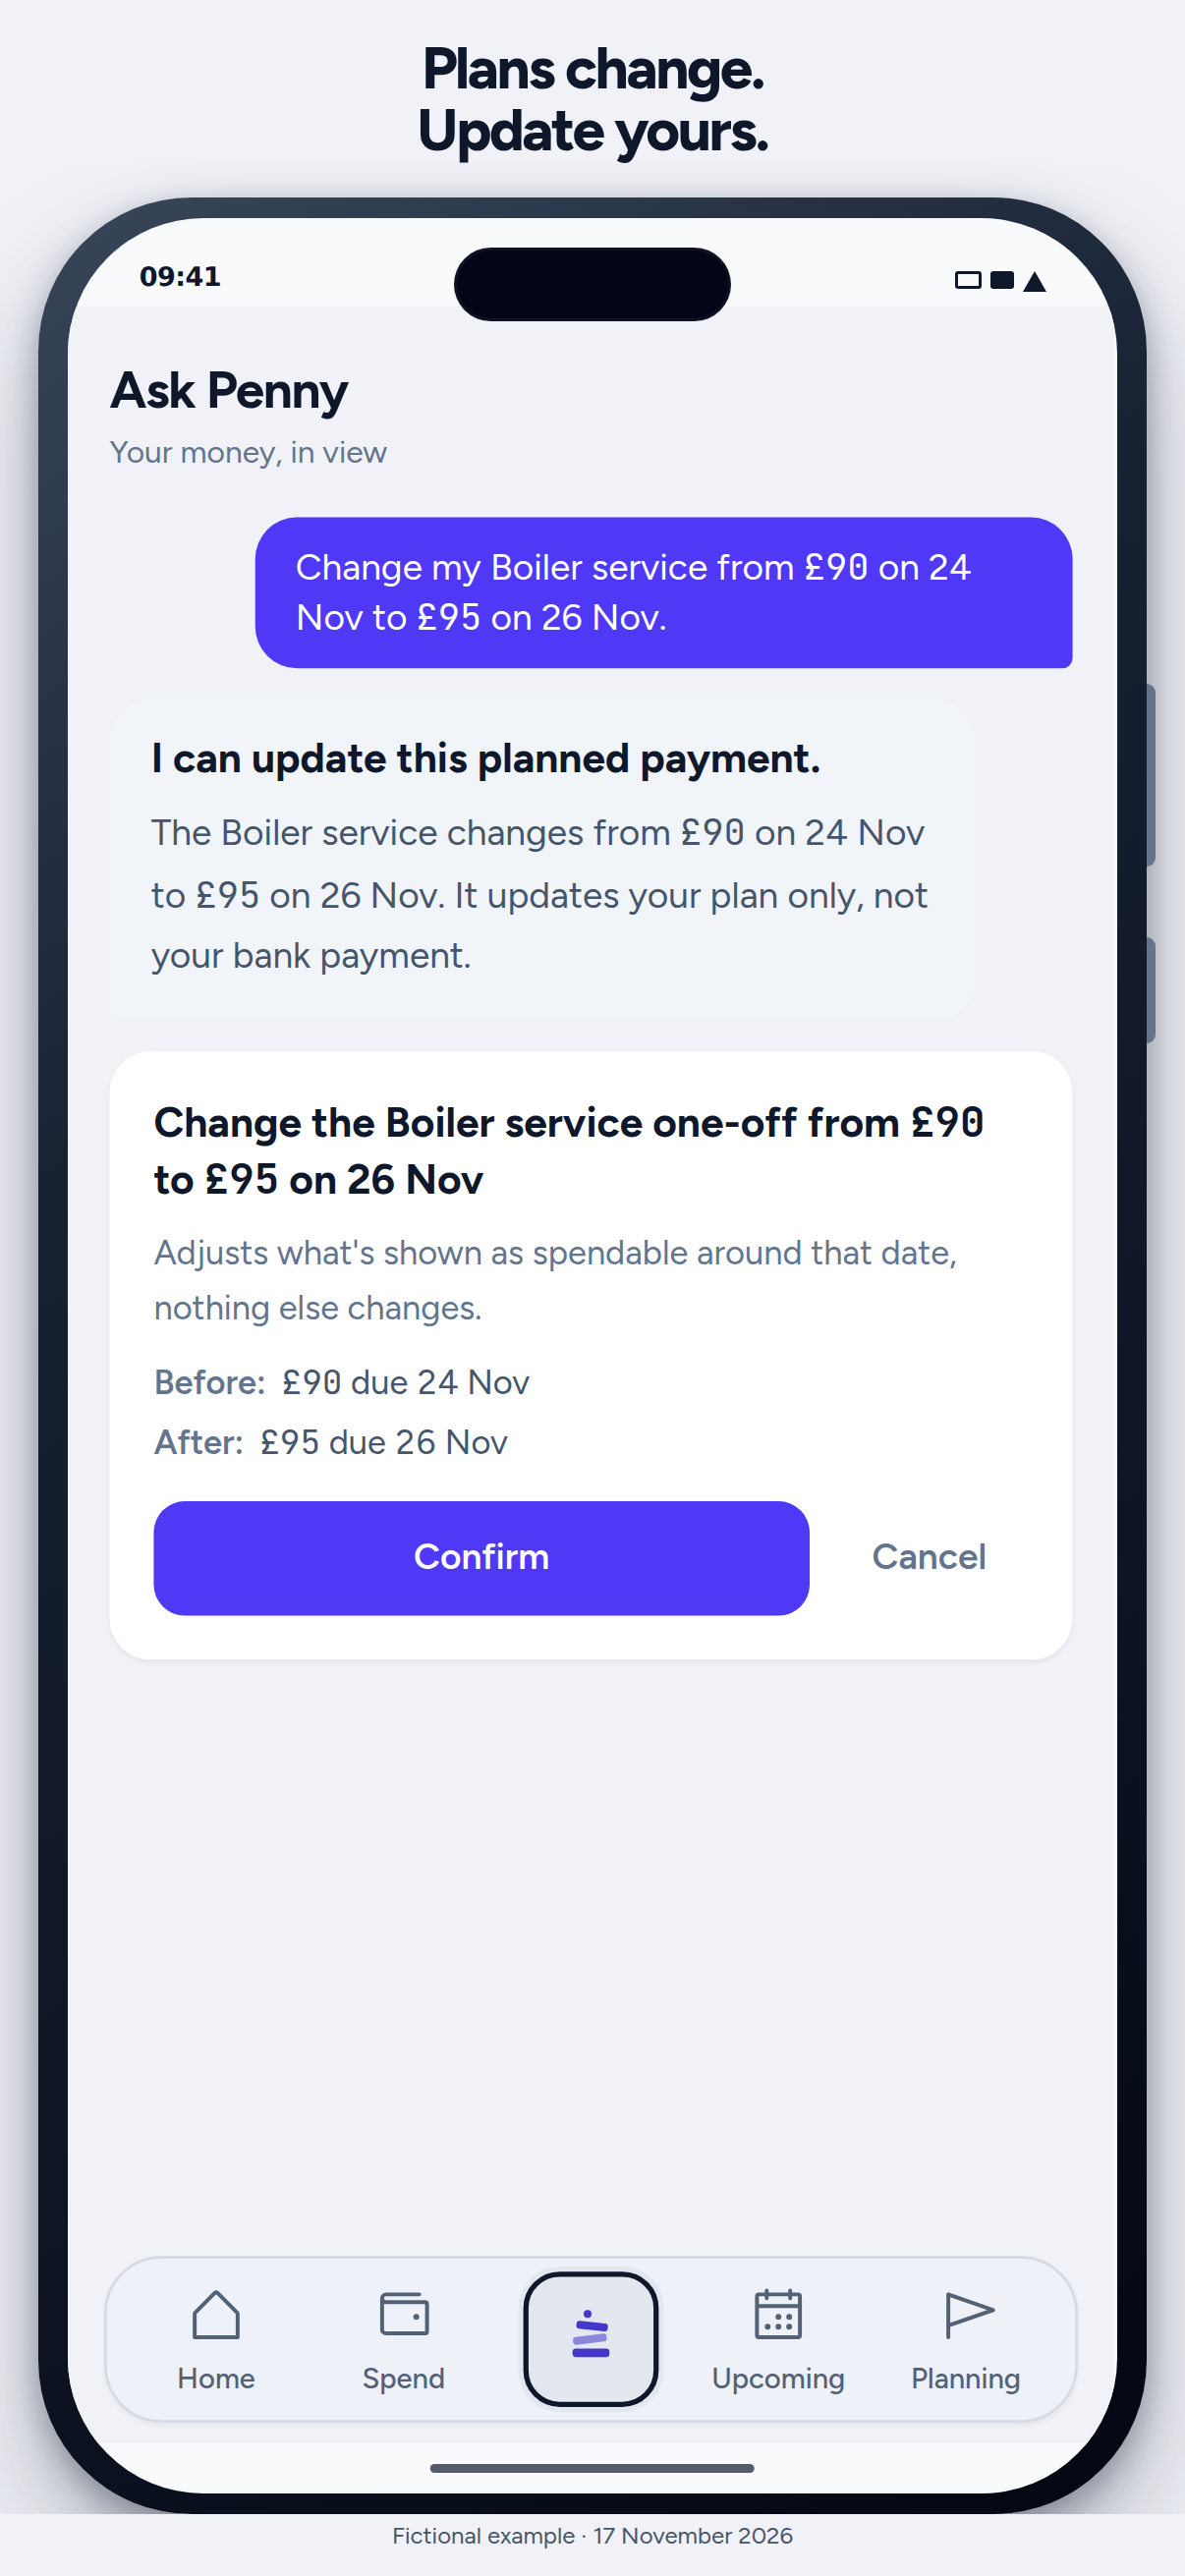 Plans change.
Update yours.
09:41
Ask Penny
Your money, in view
Change my Boiler service from £90 on 24
Nov to £95 on 26 Nov.
I can update this planned payment.
The Boiler service changes from £90 on 24 Nov
to £95 on 26 Nov. It updates your plan only, not
your bank payment.
Change the Boiler service one-off from £90
to £95 on 26 Nov
Adjusts what's shown as spendable around that date,
nothing else changes.
Before: £90 due 24 Nov
After: £95 due 26 Nov
Confirm
Cancel
Home
Spend
Upcoming
Planning
Fictional example · 17 November 2026